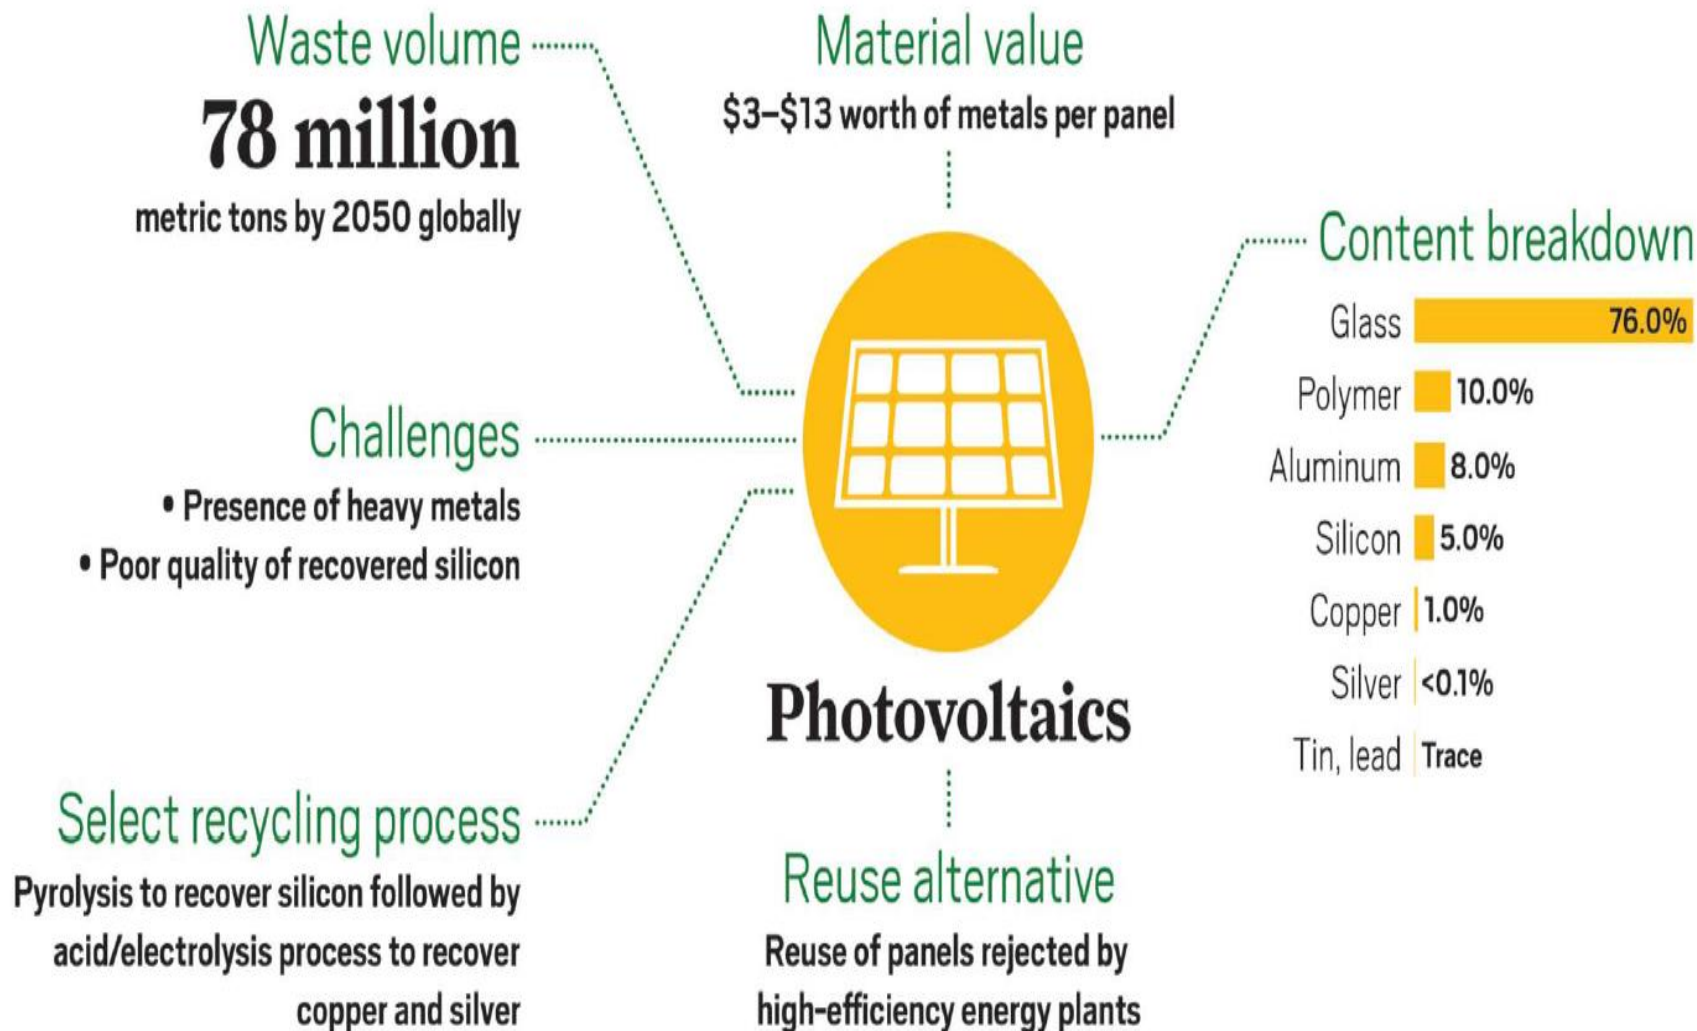 Waste volume
78 million
metric tons by 2050 globally
Material value
$3–$13 worth of metals per panel
Content breakdown
Glass 76.0%
Polymer 10.0%
Aluminum 8.0%
Silicon 5.0%
Copper 1.0%
Silver <0.1%
Tin, lead Trace
Challenges
• Presence of heavy metals
• Poor quality of recovered silicon
Photovoltaics
Select recycling process
Pyrolysis to recover silicon followed by
acid/electrolysis process to recover
copper and silver
Reuse alternative
Reuse of panels rejected by
high-efficiency energy plants